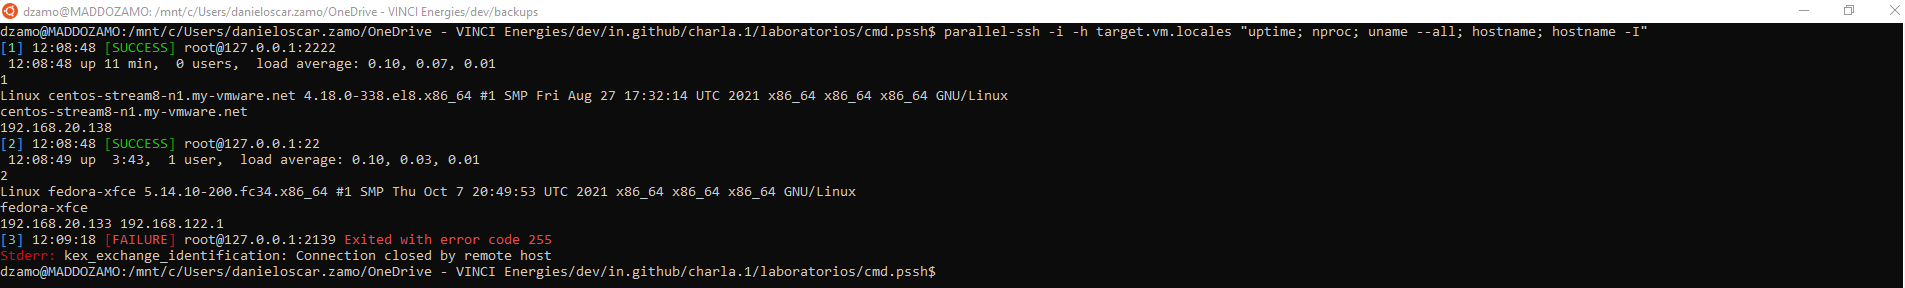 dzamo@MADDOZAMO: /mnt/c/Users/danieloscar.zamo/OneDrive - VINCI Energies/dev/backups
dzamo@MADDOZAMO:/mnt/c/Users/danieloscar.zamo/OneDrive - VINCI Energies/dev/in.github/charla.1/laboratorios/cmd.pssh$ parallel-ssh -i -h target.vm.locales "uptime; nproc; uname --all; hostname; hostname -I"
[1] 12:08:48 [SUCCESS] root@127.0.0.1:2222
 12:08:48 up 11 min,  0 users,  load average: 0.10, 0.07, 0.01
1
Linux centos-stream8-n1.my-vmware.net 4.18.0-338.el8.x86_64 #1 SMP Fri Aug 27 17:32:14 UTC 2021 x86_64 x86_64 x86_64 GNU/Linux
centos-stream8-n1.my-vmware.net
192.168.20.138
[2] 12:08:48 [SUCCESS] root@127.0.0.1:22
 12:08:49 up  3:43,  1 user,  load average: 0.10, 0.03, 0.01
2
Linux fedora-xfce 5.14.10-200.fc34.x86_64 #1 SMP Thu Oct 7 20:49:53 UTC 2021 x86_64 x86_64 x86_64 GNU/Linux
fedora-xfce
192.168.20.133 192.168.122.1
[3] 12:09:18 [FAILURE] root@127.0.0.1:2139 Exited with error code 255
Stderr: kex_exchange_identification: Connection closed by remote host
dzamo@MADDOZAMO:/mnt/c/Users/danieloscar.zamo/OneDrive - VINCI Energies/dev/in.github/charla.1/laboratorios/cmd.pssh$